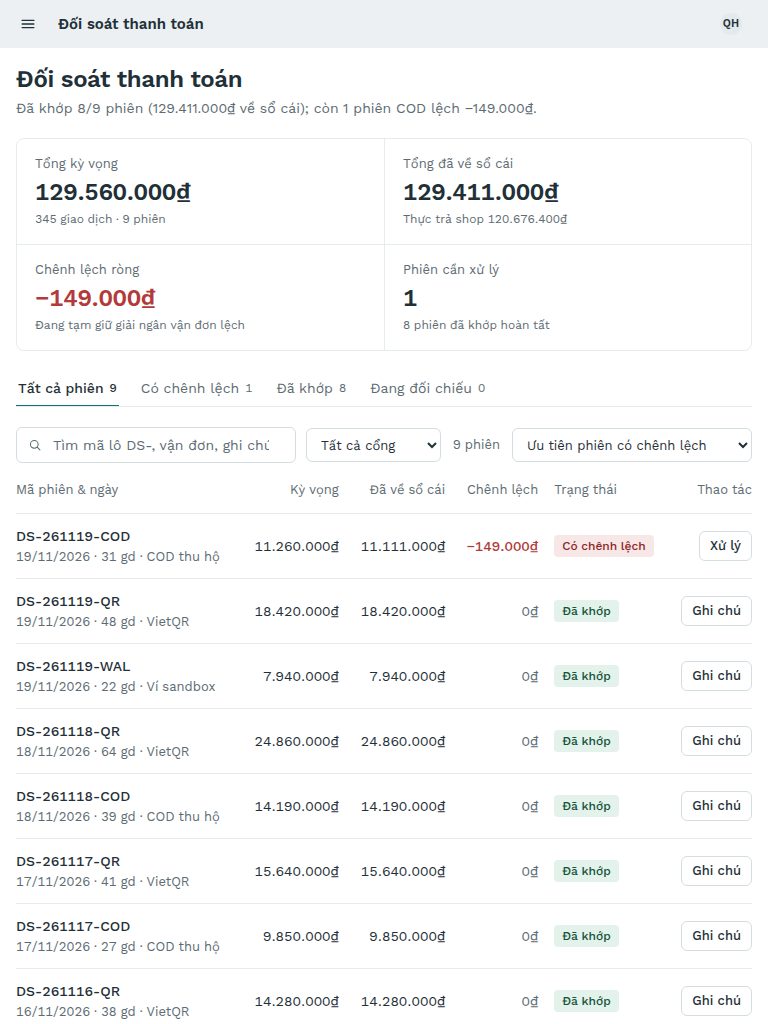 Đối soát thanh toán
QH
Đối soát thanh toán
Đã khớp 8/9 phiên (129.411.000₫ về sổ cái); còn 1 phiên COD lệch −149.000₫.
Tổng kỳ vọng
129.560.000₫
345 giao dịch · 9 phiên
Tổng đã về sổ cái
129.411.000₫
Thực trả shop 120.676.400₫
Chênh lệch ròng
−149.000₫
Đang tạm giữ giải ngân vận đơn lệch
Phiên cần xử lý
1
8 phiên đã khớp hoàn tất
Tất cả phiên 9 Có chênh lệch 1 Đã khớp 8 Đang đối chiếu 0
Tìm mã lô DS-, vận đơn, ghi chú Tất cả cổng 9 phiên Ưu tiên phiên có chênh lệch
Mã phiên & ngày Kỳ vọng Đã về sổ cái Chênh lệch Trạng thái Thao tác
DS-261119-COD
19/11/2026 · 31 gd · COD thu hộ 11.260.000₫ 11.111.000₫ −149.000₫ Có chênh lệch Xử lý
DS-261119-QR
19/11/2026 · 48 gd · VietQR 18.420.000₫ 18.420.000₫ 0₫ Đã khớp Ghi chú
DS-261119-WAL
19/11/2026 · 22 gd · Ví sandbox 7.940.000₫ 7.940.000₫ 0₫ Đã khớp Ghi chú
DS-261118-QR
18/11/2026 · 64 gd · VietQR 24.860.000₫ 24.860.000₫ 0₫ Đã khớp Ghi chú
DS-261118-COD
18/11/2026 · 39 gd · COD thu hộ 14.190.000₫ 14.190.000₫ 0₫ Đã khớp Ghi chú
DS-261117-QR
17/11/2026 · 41 gd · VietQR 15.640.000₫ 15.640.000₫ 0₫ Đã khớp Ghi chú
DS-261117-COD
17/11/2026 · 27 gd · COD thu hộ 9.850.000₫ 9.850.000₫ 0₫ Đã khớp Ghi chú
DS-261116-QR
16/11/2026 · 38 gd · VietQR 14.280.000₫ 14.280.000₫ 0₫ Đã khớp Ghi chú